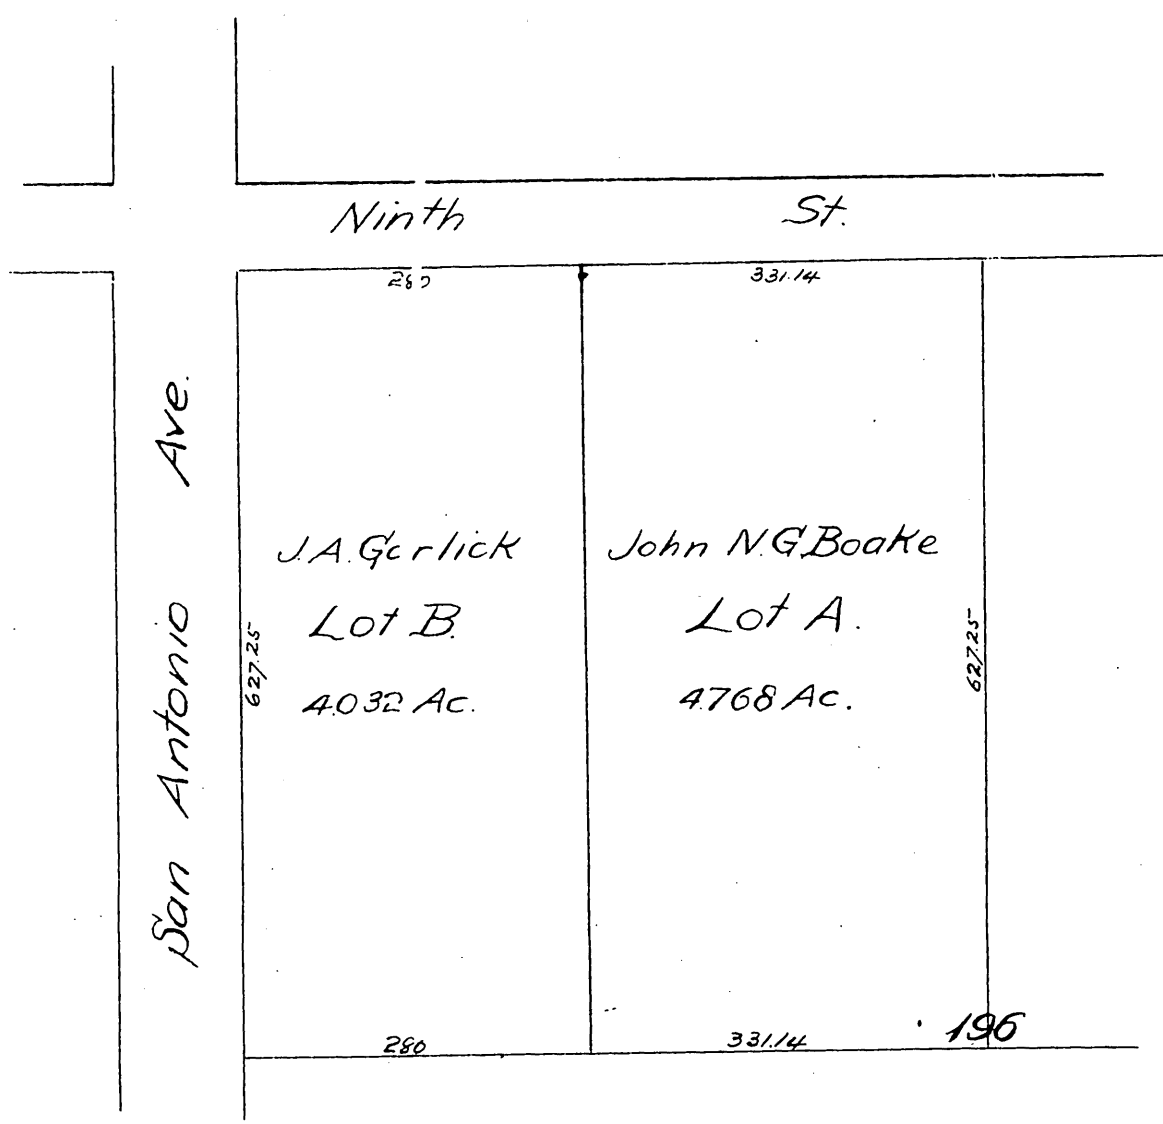 Ninth St.
280 331.14
San Antonio Ave.
J.A. Garlick
Lot B.
4.032 Ac.
John N.G. Boake
Lot A.
4.768 Ac.
627.25
627.25
280 331.14
196